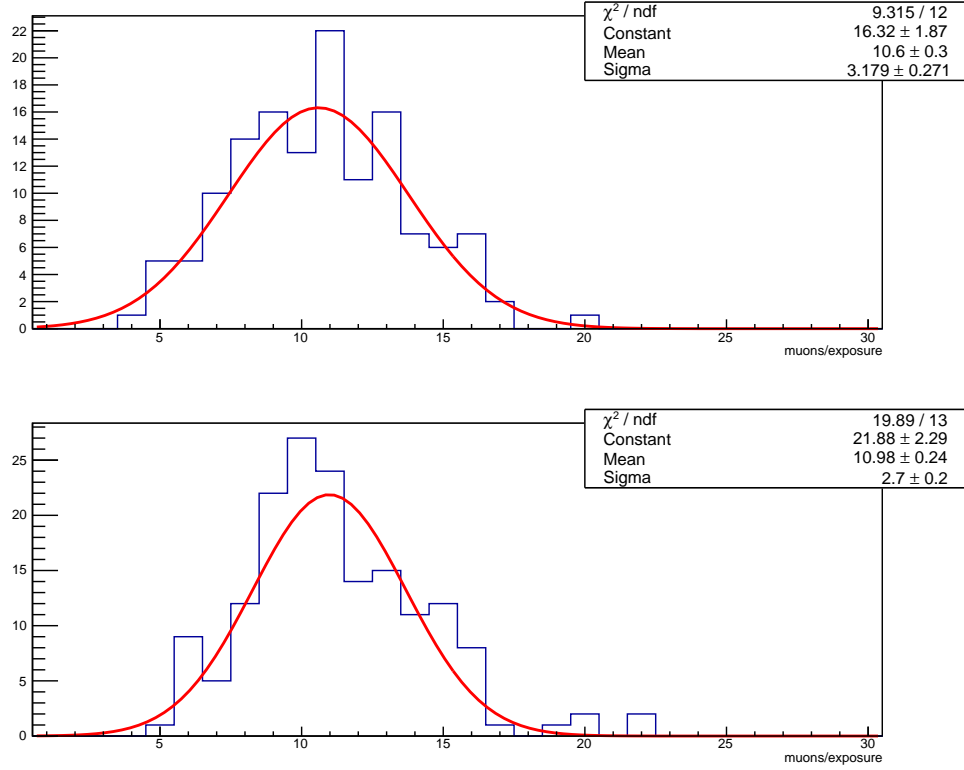 χ² / ndf 9.315 / 12
Constant 16.32 ± 1.87
Mean 10.6 ± 0.3
Sigma 3.179 ± 0.271
22
20
18
16
14
12
10
8
6
4
2
0
5 10 15 20 25 30
muons/exposure
χ² / ndf 19.89 / 13
Constant 21.88 ± 2.29
Mean 10.98 ± 0.24
Sigma 2.7 ± 0.2
25
20
15
10
5
0
5 10 15 20 25 30
muons/exposure